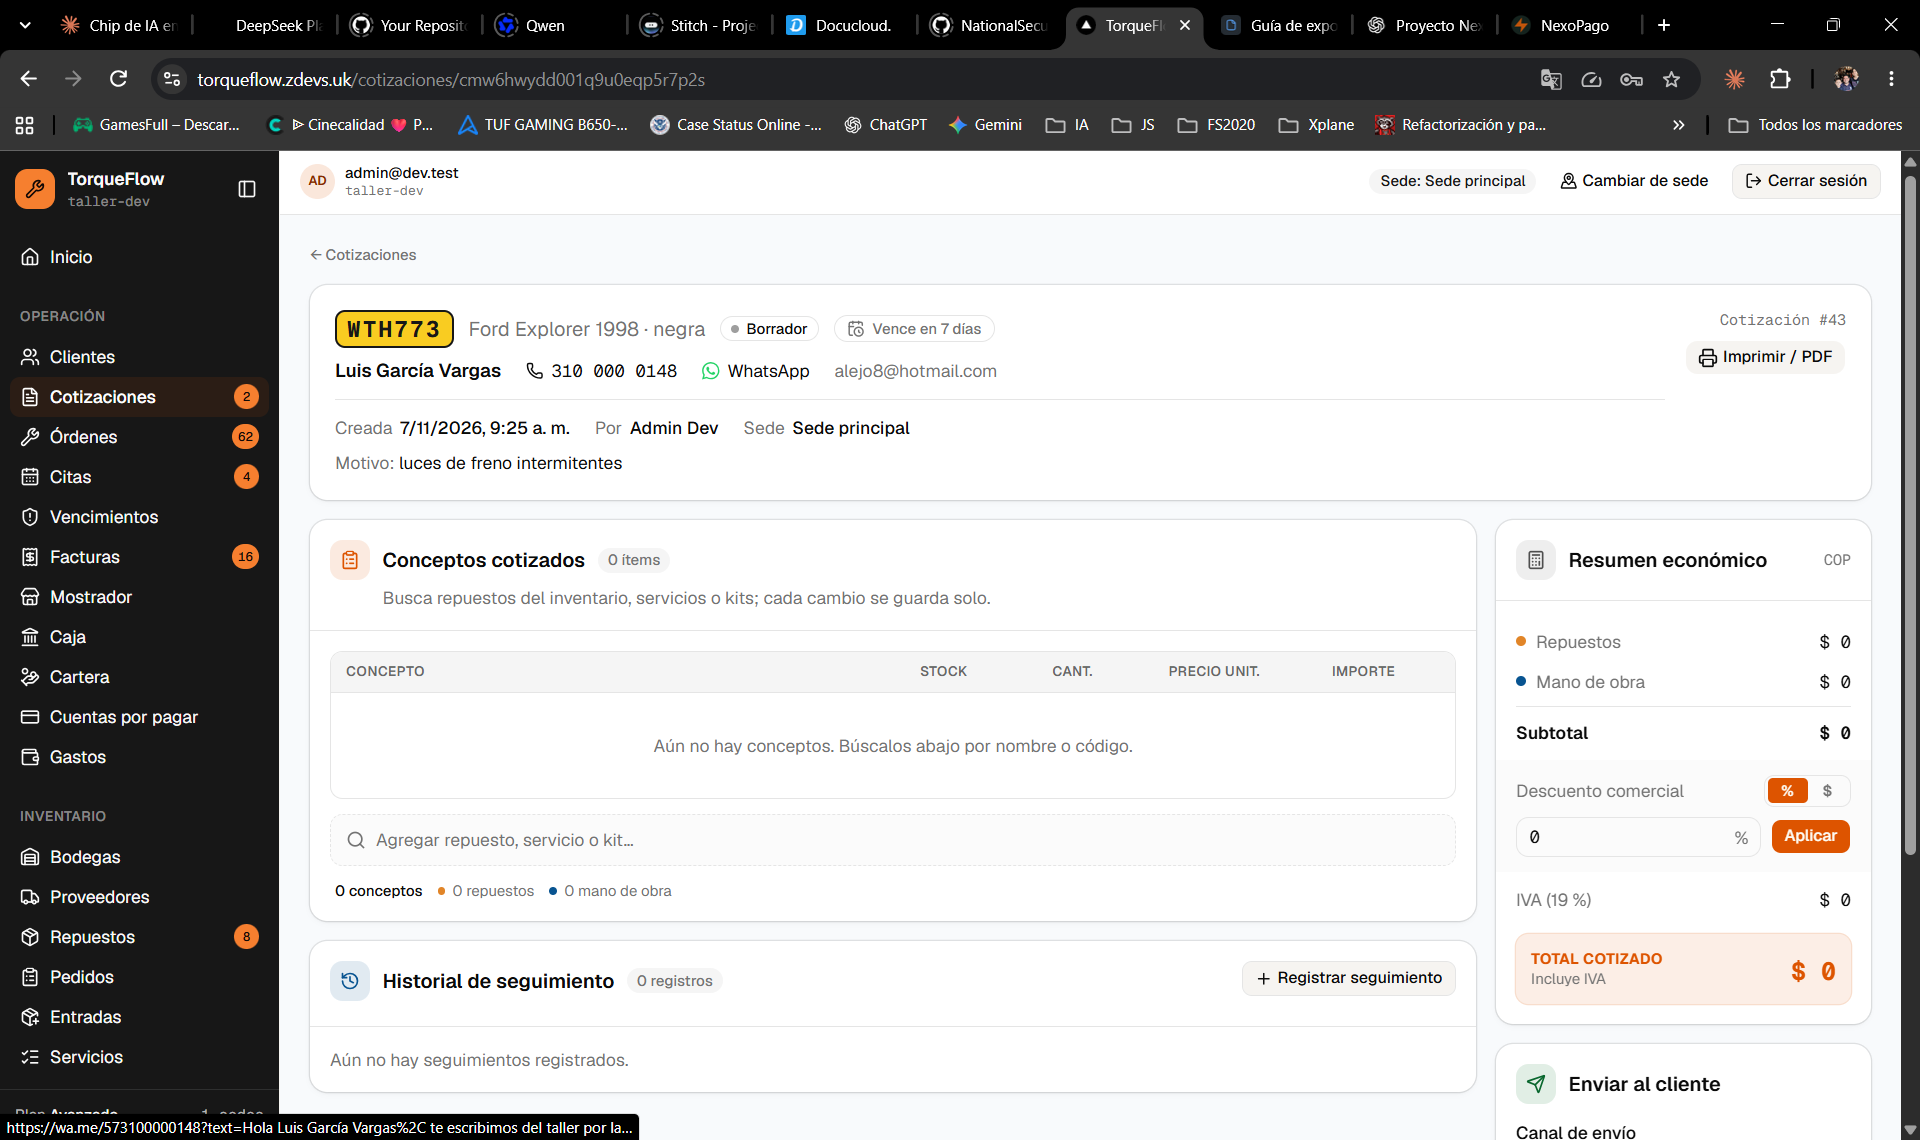 Chip de IA en
DeepSeek Pla
Your Reposito
Qwen
Stitch - Proje
Docucloud.
NationalSecu
TorqueFl
Guía de expo
Proyecto Nex
NexoPago
torqueflow.zdevs.uk/cotizaciones/cmw6hwydd001q9u0eqp5r7p2s
GamesFull – Descar...
Cinecalidad ❤️ P...
TUF GAMING B650-...
Case Status Online -...
ChatGPT
Gemini
IA
JS
FS2020
Xplane
Refactorización y pa...
Todos los marcadores
TorqueFlow
taller-dev
Inicio
OPERACIÓN
Clientes
Cotizaciones 2
Órdenes 62
Citas 4
Vencimientos
Facturas 16
Mostrador
Caja
Cartera
Cuentas por pagar
Gastos
INVENTARIO
Bodegas
Proveedores
Repuestos 8
Pedidos
Entradas
Servicios
https://wa.me/573100000148?text=Hola Luis García Vargas%2C te escribimos del taller por la...
AD
admin@dev.test
taller-dev
Sede: Sede principal
Cambiar de sede
Cerrar sesión
← Cotizaciones
WTH773 Ford Explorer 1998 · negra Borrador Vence en 7 días
Cotización #43
Imprimir / PDF
Luis García Vargas 310 000 0148 WhatsApp alejo8@hotmail.com
Creada 7/11/2026, 9:25 a. m. Por Admin Dev Sede Sede principal
Motivo: luces de freno intermitentes
Conceptos cotizados 0 ítems
Busca repuestos del inventario, servicios o kits; cada cambio se guarda solo.
CONCEPTO STOCK CANT. PRECIO UNIT. IMPORTE
Aún no hay conceptos. Búscalos abajo por nombre o código.
Agregar repuesto, servicio o kit...
0 conceptos 0 repuestos 0 mano de obra
Historial de seguimiento 0 registros
+ Registrar seguimiento
Aún no hay seguimientos registrados.
Resumen económico COP
Repuestos $ 0
Mano de obra $ 0
Subtotal $ 0
Descuento comercial % $
0 % Aplicar
IVA (19 %) $ 0
TOTAL COTIZADO
Incluye IVA
$ 0
Enviar al cliente
Canal de envío